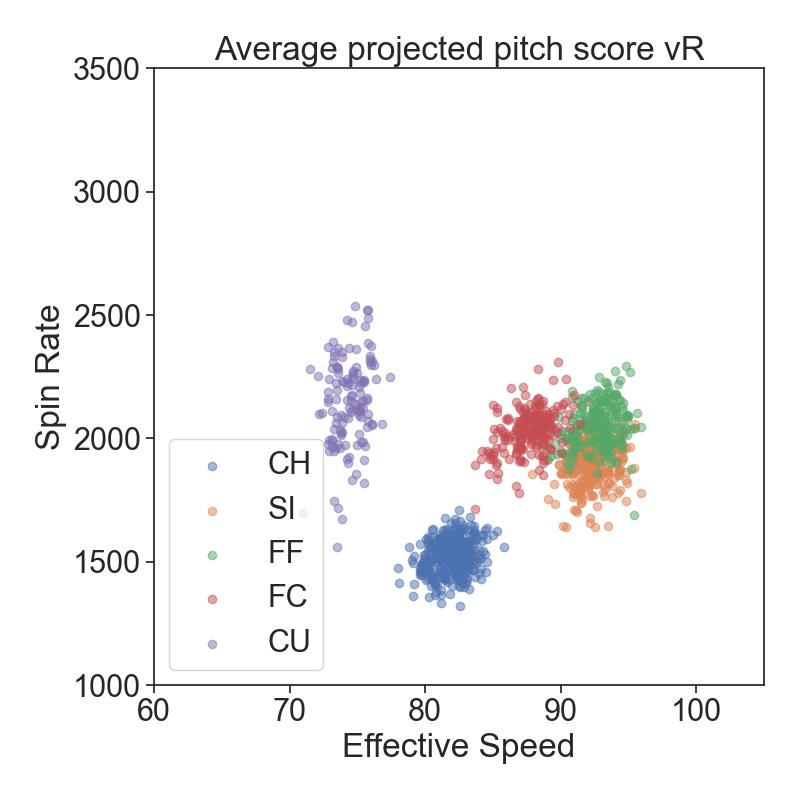 Average projected pitch score vR
3500
3000
2500
2000
1500
1000
Spin Rate
CH
SI
FF
FC
CU
60 70 80 90 100
Effective Speed